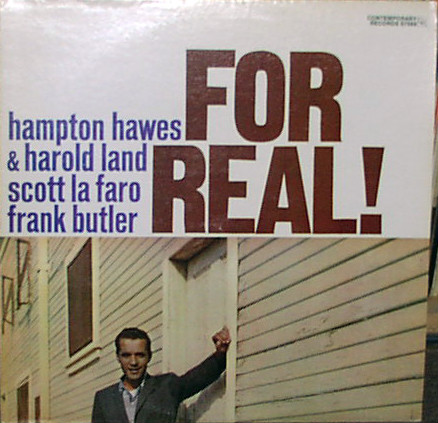 CONTEMPORARY
RECORDS
FOR
REAL!
hampton hawes
& harold land
scott la faro
frank butler